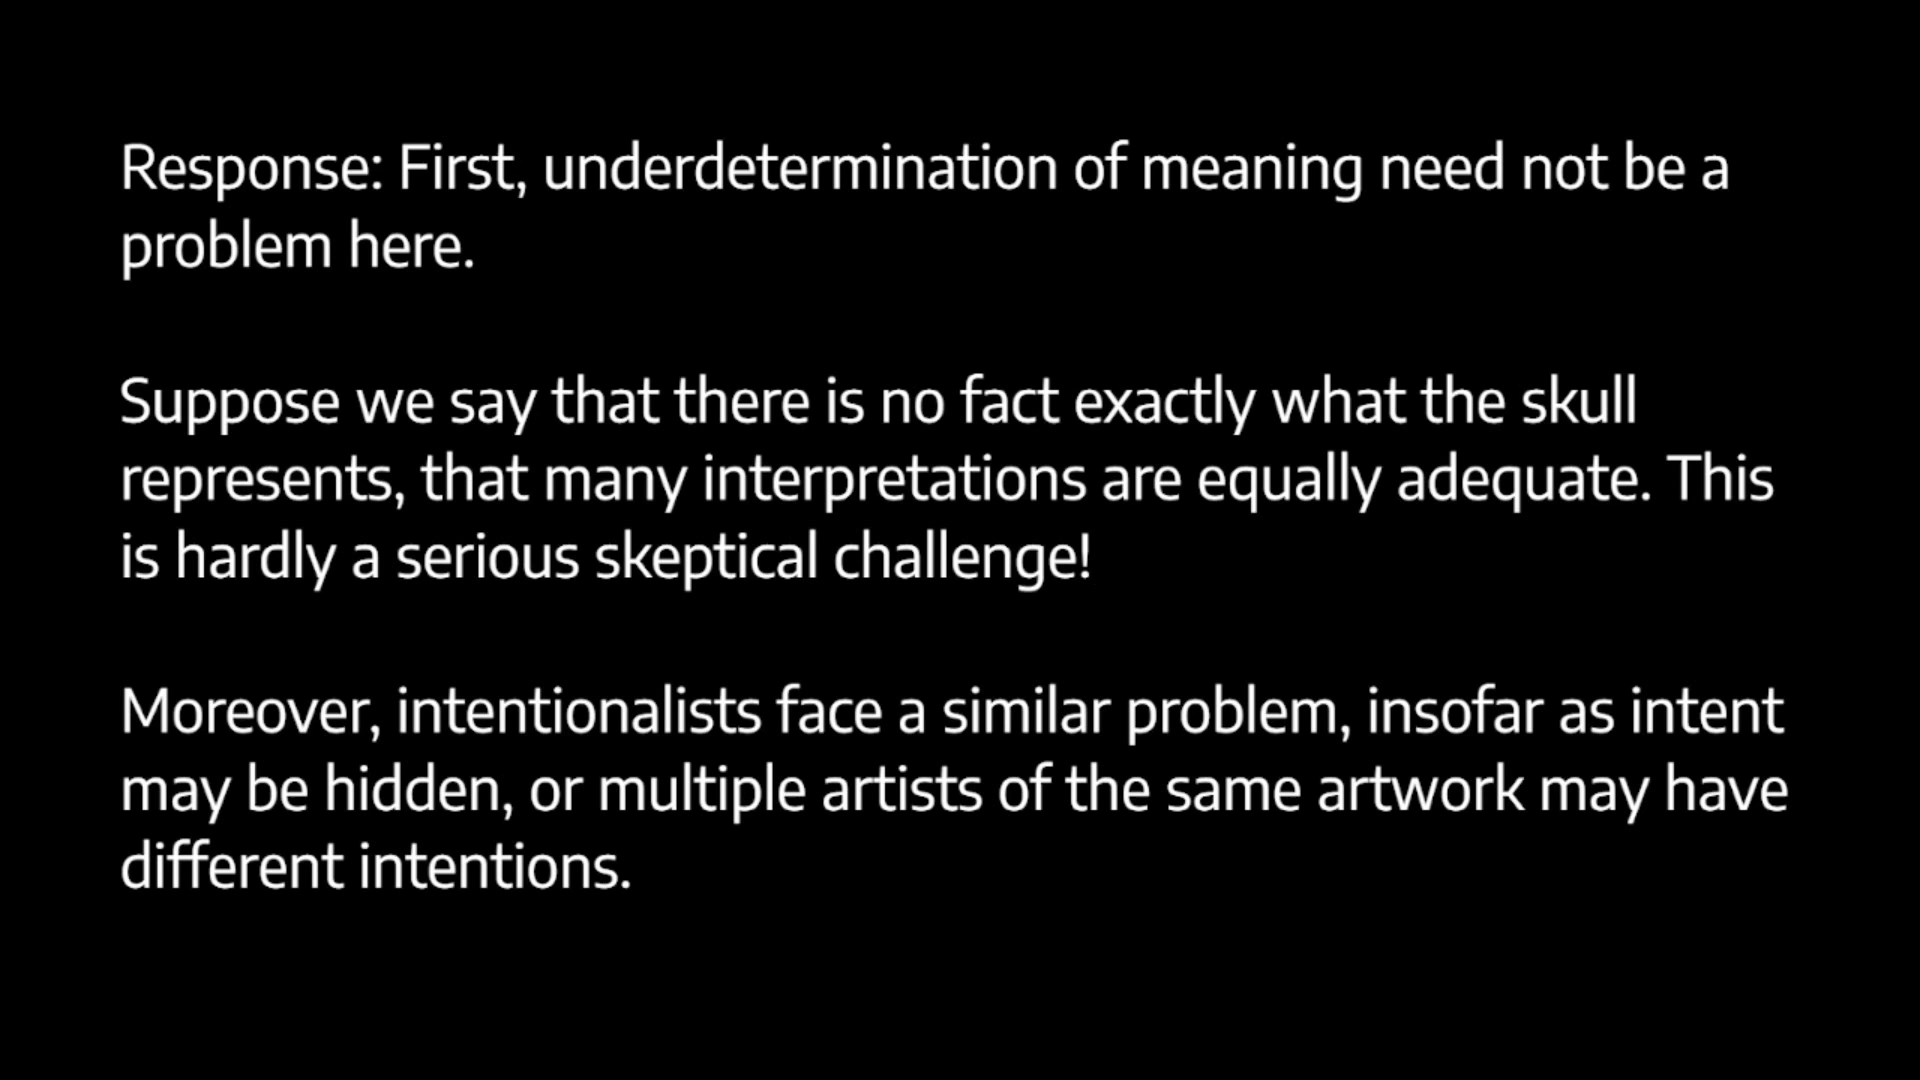 Response: First, underdetermination of meaning need not be a
problem here.
Suppose we say that there is no fact exactly what the skull
represents, that many interpretations are equally adequate. This
is hardly a serious skeptical challenge!
Moreover, intentionalists face a similar problem, insofar as intent
may be hidden, or multiple artists of the same artwork may have
different intentions.